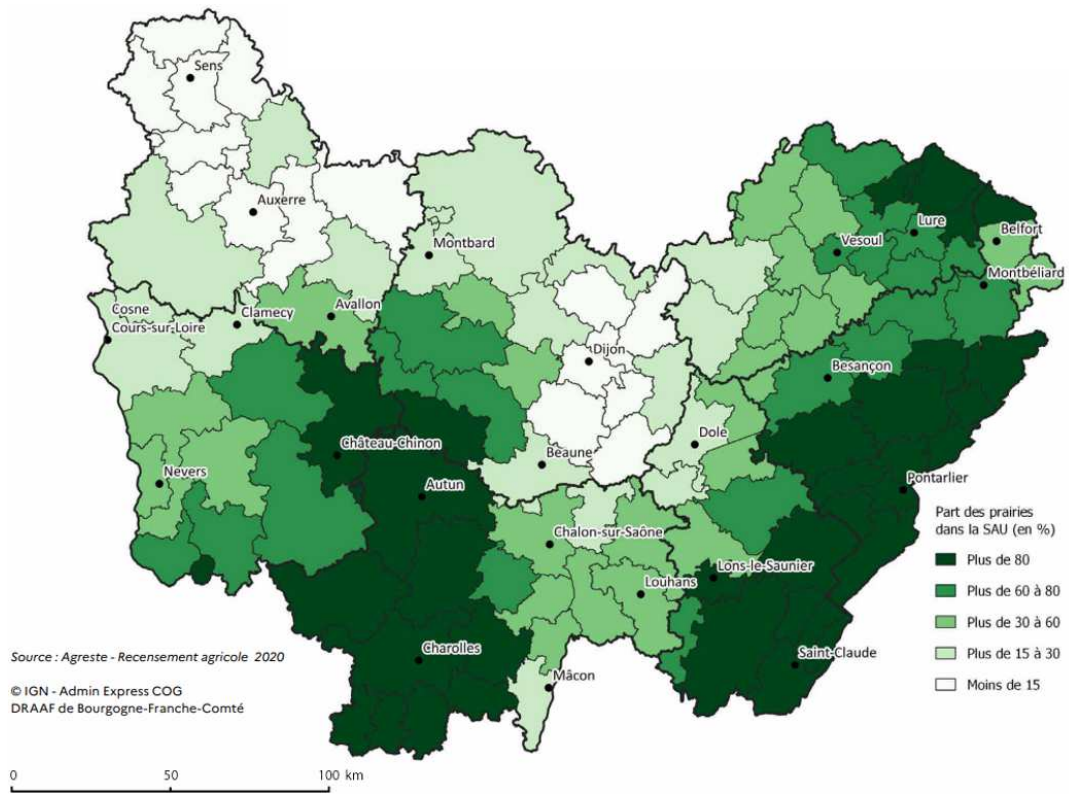 Sens
Auxerre
Montbard
Lure
Belfort
Vesoul
Montbéliard
Cosne
Cours-sur-Loire
Clamecy
Avallon
Dijon
Besançon
Dole
Château-Chinon
Beaune
Nevers
Autun
Pontarlier
Chalon-sur-Saône
Lons-le-Saunier
Louhans
Charolles
Saint-Claude
Mâcon
Part des prairies
dans la SAU (en %)
Plus de 80
Plus de 60 à 80
Plus de 30 à 60
Plus de 15 à 30
Moins de 15
Source : Agreste - Recensement agricole 2020
© IGN - Admin Express COG
DRAAF de Bourgogne-Franche-Comté
0 50 100 km